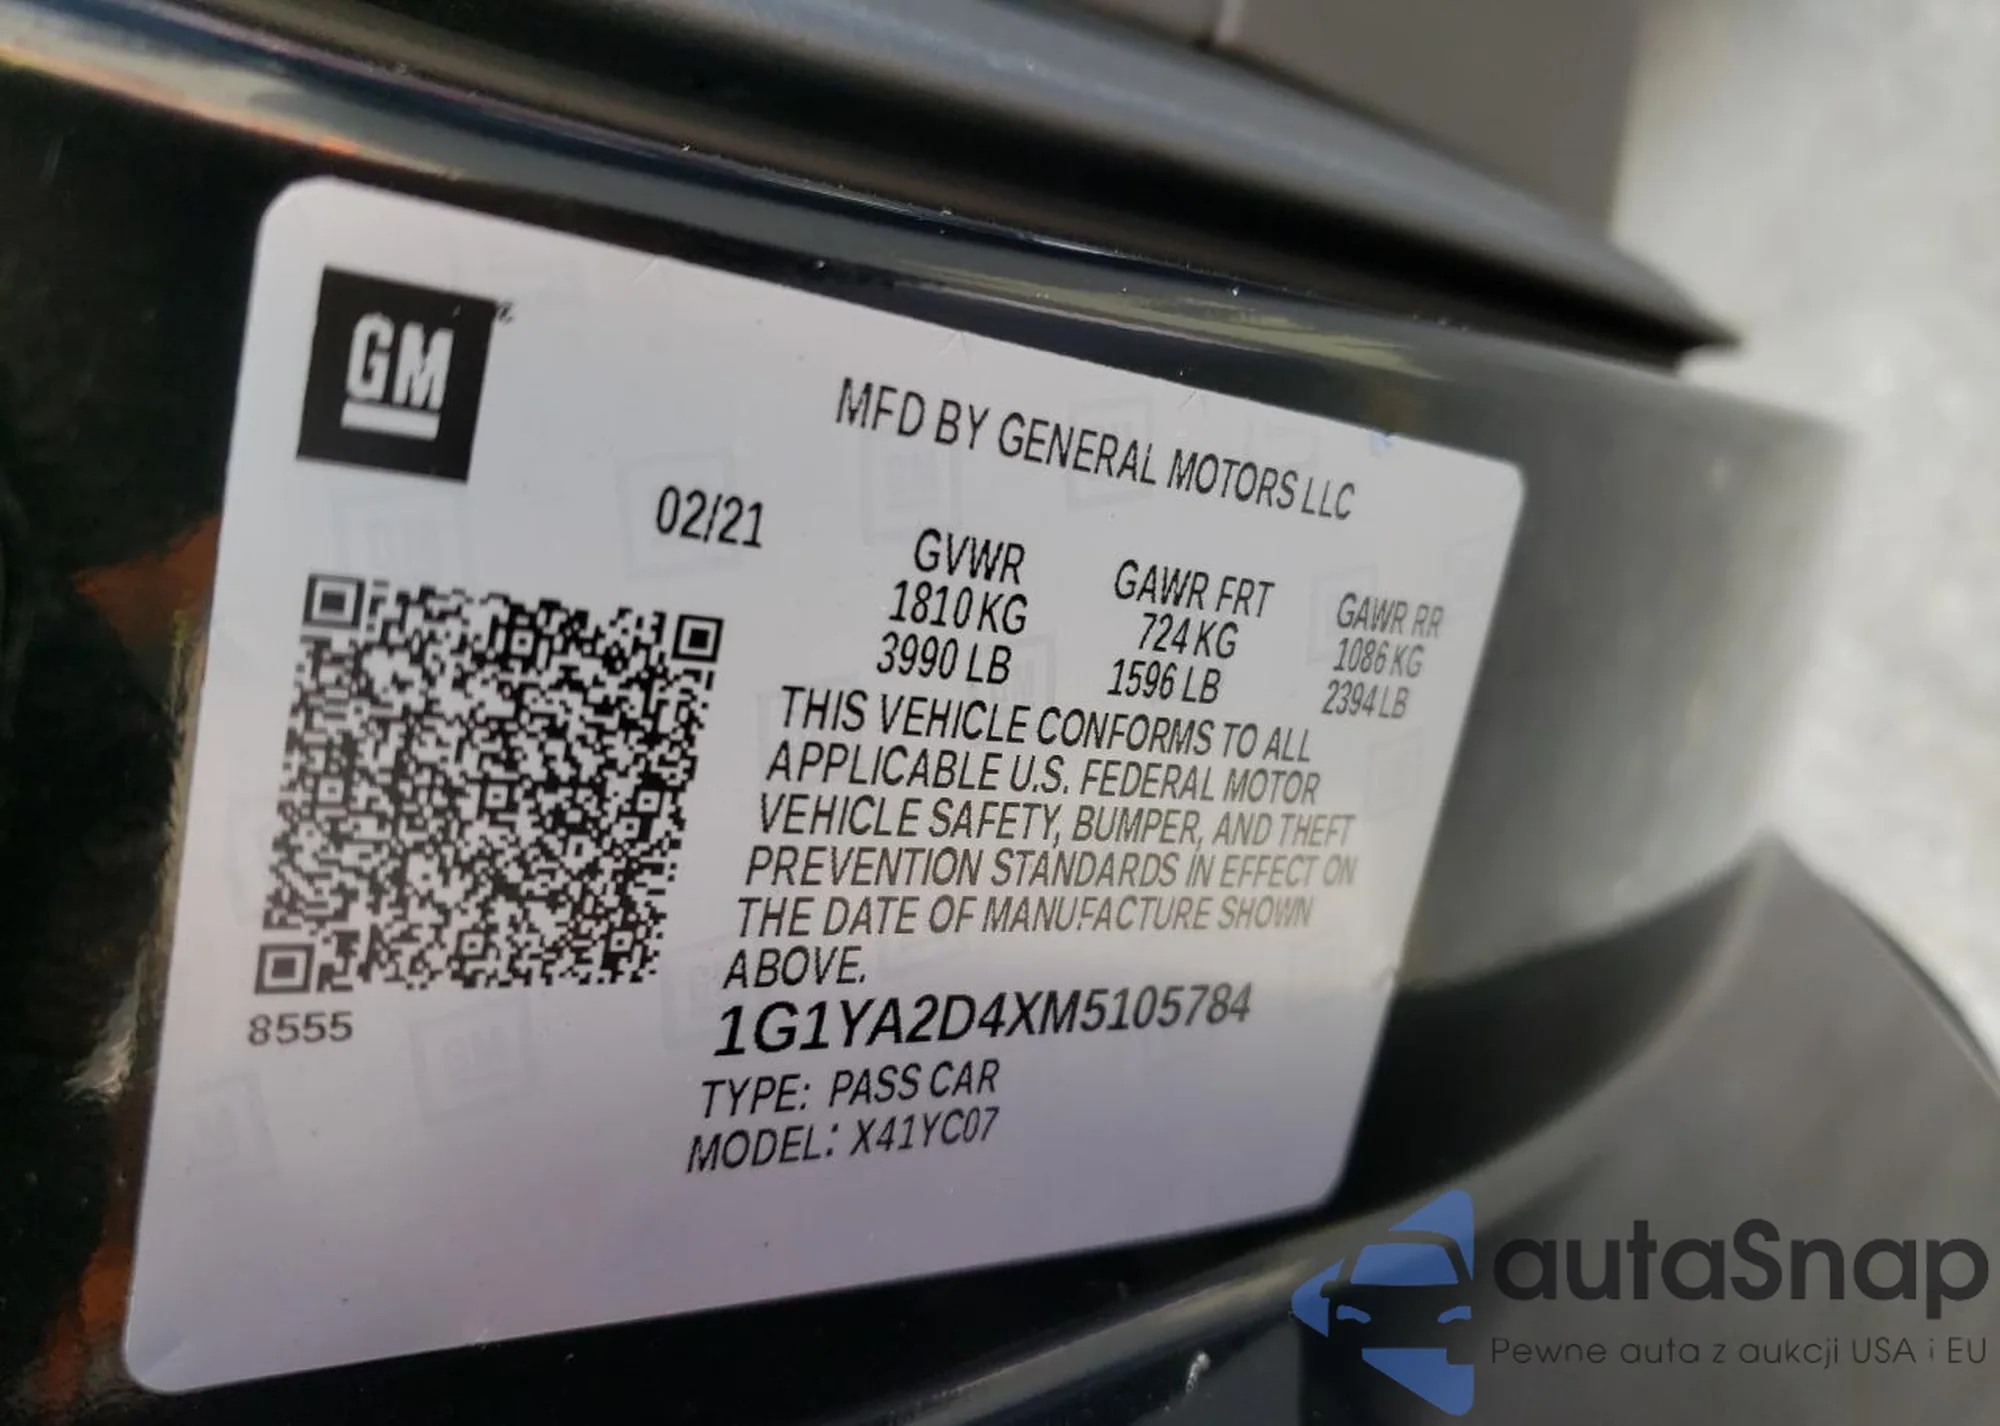 GM
MFD BY GENERAL MOTORS LLC
02/21
GVWR GAWR FRT GAWR RR
1810 KG 724 KG 1086 KG
3990 LB 1596 LB 2394 LB
THIS VEHICLE CONFORMS TO ALL
APPLICABLE U.S. FEDERAL MOTOR
VEHICLE SAFETY, BUMPER, AND THEFT
PREVENTION STANDARDS IN EFFECT ON
THE DATE OF MANUFACTURE SHOWN
ABOVE.
8555
1G1YA2D4XM5105784
TYPE: PASS CAR
MODEL: X41YC07
autaSnap
Pewne auta z aukcji USA i EU